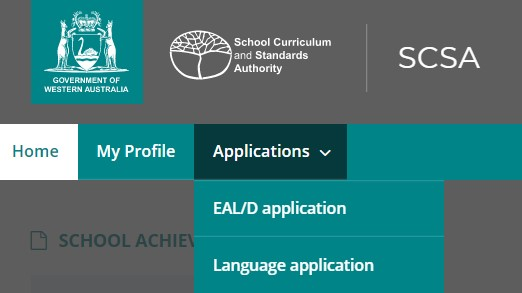 GOVERNMENT OF
WESTERN AUSTRALIA
School Curriculum
and Standards
Authority
SCSA
Home
My Profile
Applications
EAL/D application
SCHOOL
Language application